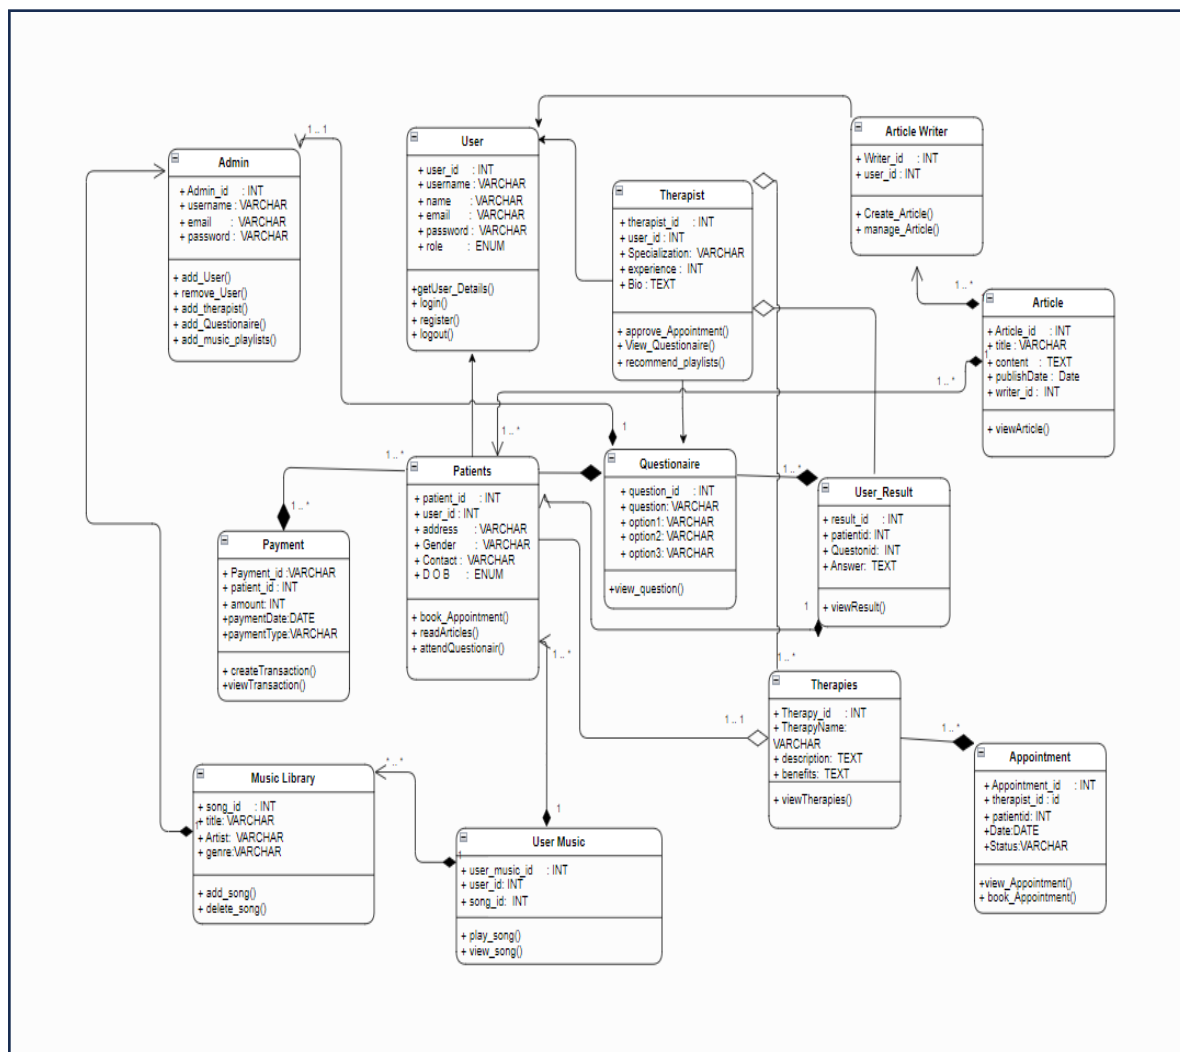 Admin
+ Admin_id : INT
+ username : VARCHAR
+ email : VARCHAR
+ password : VARCHAR
+ add_User()
+ remove_User()
+ add_therapist()
+ add_Questionaire()
+ add_music_playlists()
1 .. 1
User
+ user_id : INT
+ username : VARCHAR
+ name : VARCHAR
+ email : VARCHAR
+ password : VARCHAR
+ role : ENUM
+getUser_Details()
+ login()
+ register()
+ logout()
Therapist
+ therapist_id : INT
+ user_id : INT
+ Specialization: VARCHAR
+ experience : INT
+ Bio : TEXT
+ approve_Appointment()
+ View_Questionaire()
+ recommend_playlists()
Article Writer
+ Writer_id : INT
+ user_id : INT
+ Create_Article()
+ manage_Article()
1 .. *
Article
+ Article_id : INT
+ title : VARCHAR
+ content : TEXT
+ publishDate : Date
+ writer_id : INT
+ viewArticle()
1
1 .. *
1 .. *
1
1 .. *
1 .. *
Patients
+ patient_id : INT
+ user_id : INT
+ address : VARCHAR
+ Gender : VARCHAR
+ Contact : VARCHAR
+ D O B : ENUM
+ book_Appointment()
+ readArticles()
+ attendQuestionair()
Questionaire
+ question_id : INT
+ question: VARCHAR
+ option1: VARCHAR
+ option2: VARCHAR
+ option3: VARCHAR
+view_question()
1 .. *
User_Result
+ result_id : INT
+ patientid: INT
+ Questonid: INT
+ Answer: TEXT
+ viewResult()
1
Payment
+ Payment_id :VARCHAR
+ patient_id : INT
+ amount: INT
+paymentDate:DATE
+paymentType:VARCHAR
+ createTransaction()
+viewTransaction()
1 .. *
1 .. *
1 .. 1
Therapies
+ Therapy_id : INT
+ TherapyName:
VARCHAR
+ description: TEXT
+ benefits: TEXT
+ viewTherapies()
1 .. *
Appointment
+ Appointment_id : INT
+ therapist_id : id
+ patientid: INT
+Date:DATE
+Status:VARCHAR
+view_Appointment()
+ book_Appointment()
Music Library
+ song_id : INT
+ title: VARCHAR
+ Artist: VARCHAR
+ genre:VARCHAR
+ add_song()
+ delete_song()
1
* .. *
1
User Music
+ user_music_id : INT
+ user_id: INT
+ song_id: INT
+ play_song()
+ view_song()
1